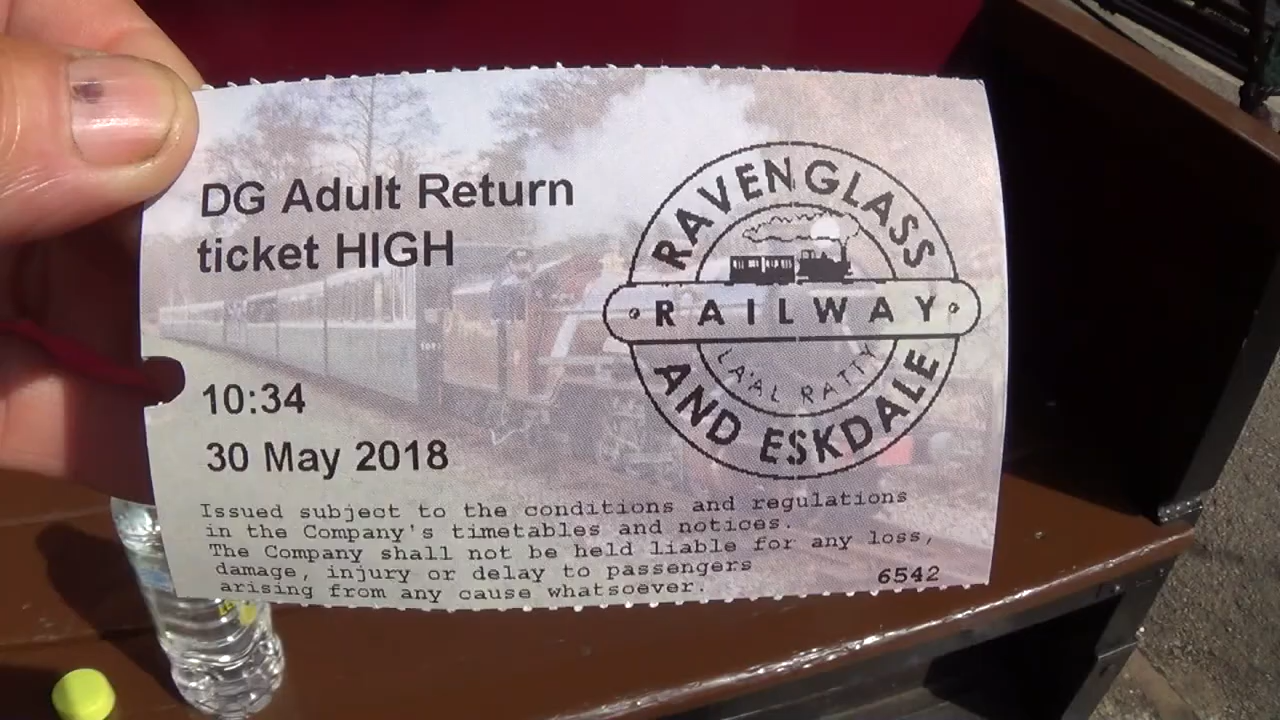 DG Adult Return
ticket HIGH
RAVENGLASS
RAILWAY
LA'AL RATTY
AND ESKDALE
10:34
30 May 2018
Issued subject to the conditions and regulations
in the Company's timetables and notices.
The Company shall not be held liable for any loss,
damage, injury or delay to passengers
arising from any cause whatsoever.
6542